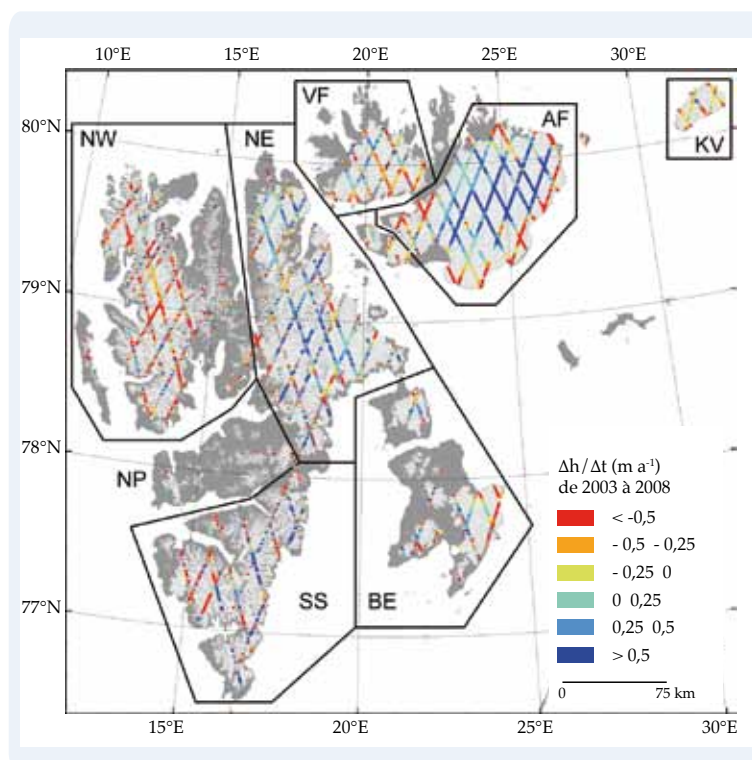 10°E 15°E 20°E 25°E 30°E
VF
80°N
NW NE AF
KV
79°N
78°N
NP
Δh/Δt (m a⁻¹)
de 2003 à 2008
< -0,5
- 0,5 - 0,25
- 0,25 0
0 0,25
0,25 0,5
> 0,5
77°N
SS BE
0 75 km
15°E 20°E 25°E 30°E